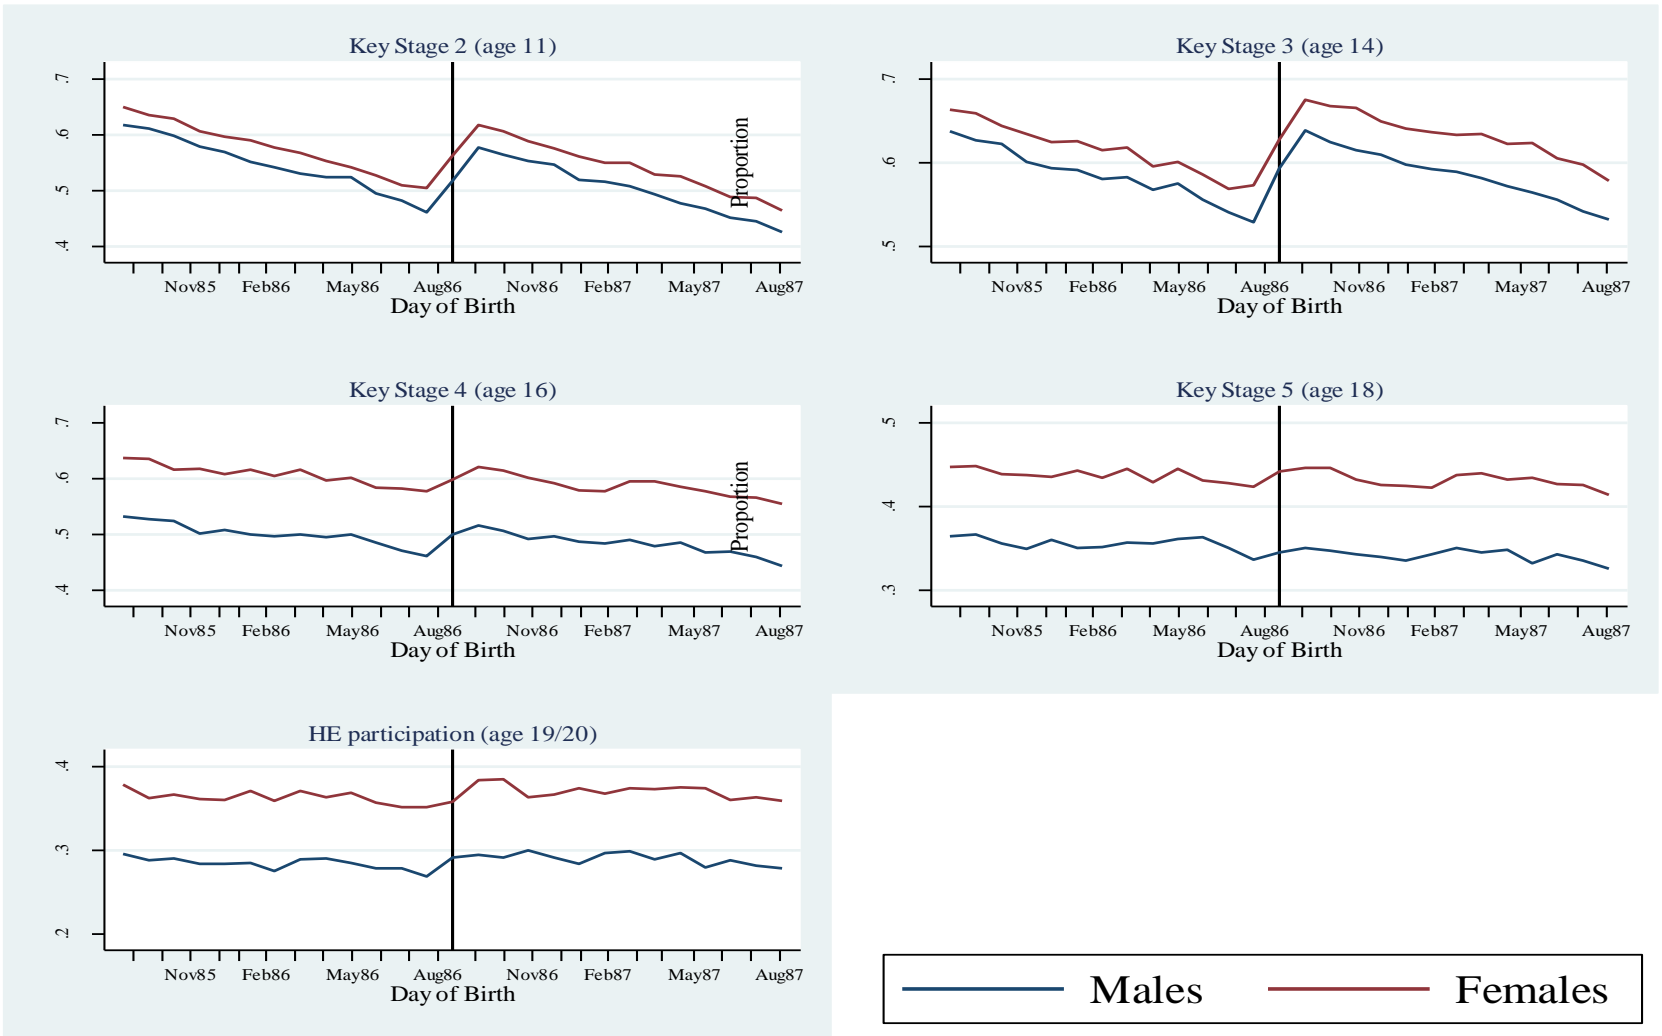 Key Stage 2 (age 11)
.7
.6
.5
.4
Proportion
Nov85 Feb86 May86 Aug86 Nov86 Feb87 May87 Aug87
Day of Birth
Key Stage 3 (age 14)
.7
.6
.5
Nov85 Feb86 May86 Aug86 Nov86 Feb87 May87 Aug87
Day of Birth
Key Stage 4 (age 16)
.7
.6
.5
.4
Proportion
Nov85 Feb86 May86 Aug86 Nov86 Feb87 May87 Aug87
Day of Birth
Key Stage 5 (age 18)
.5
.4
.3
Nov85 Feb86 May86 Aug86 Nov86 Feb87 May87 Aug87
Day of Birth
HE participation (age 19/20)
.4
.3
.2
Nov85 Feb86 May86 Aug86 Nov86 Feb87 May87 Aug87
Day of Birth
Males Females